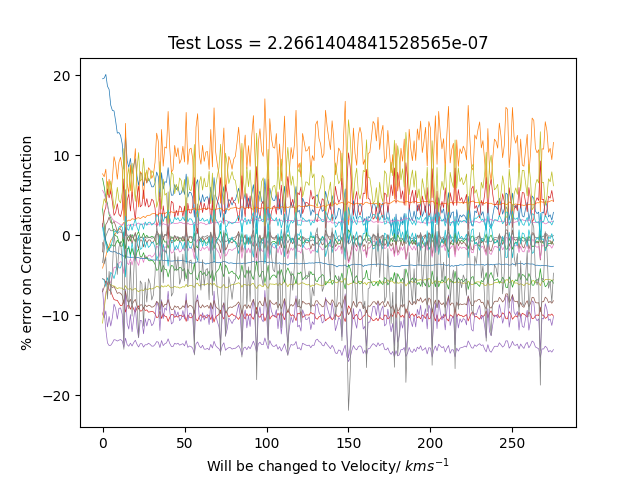 Test Loss = 2.2661404841528565e-07
% error on Correlation function
20
10
0
−10
−20
0 50 100 150 200 250
Will be changed to Velocity/ kms⁻¹